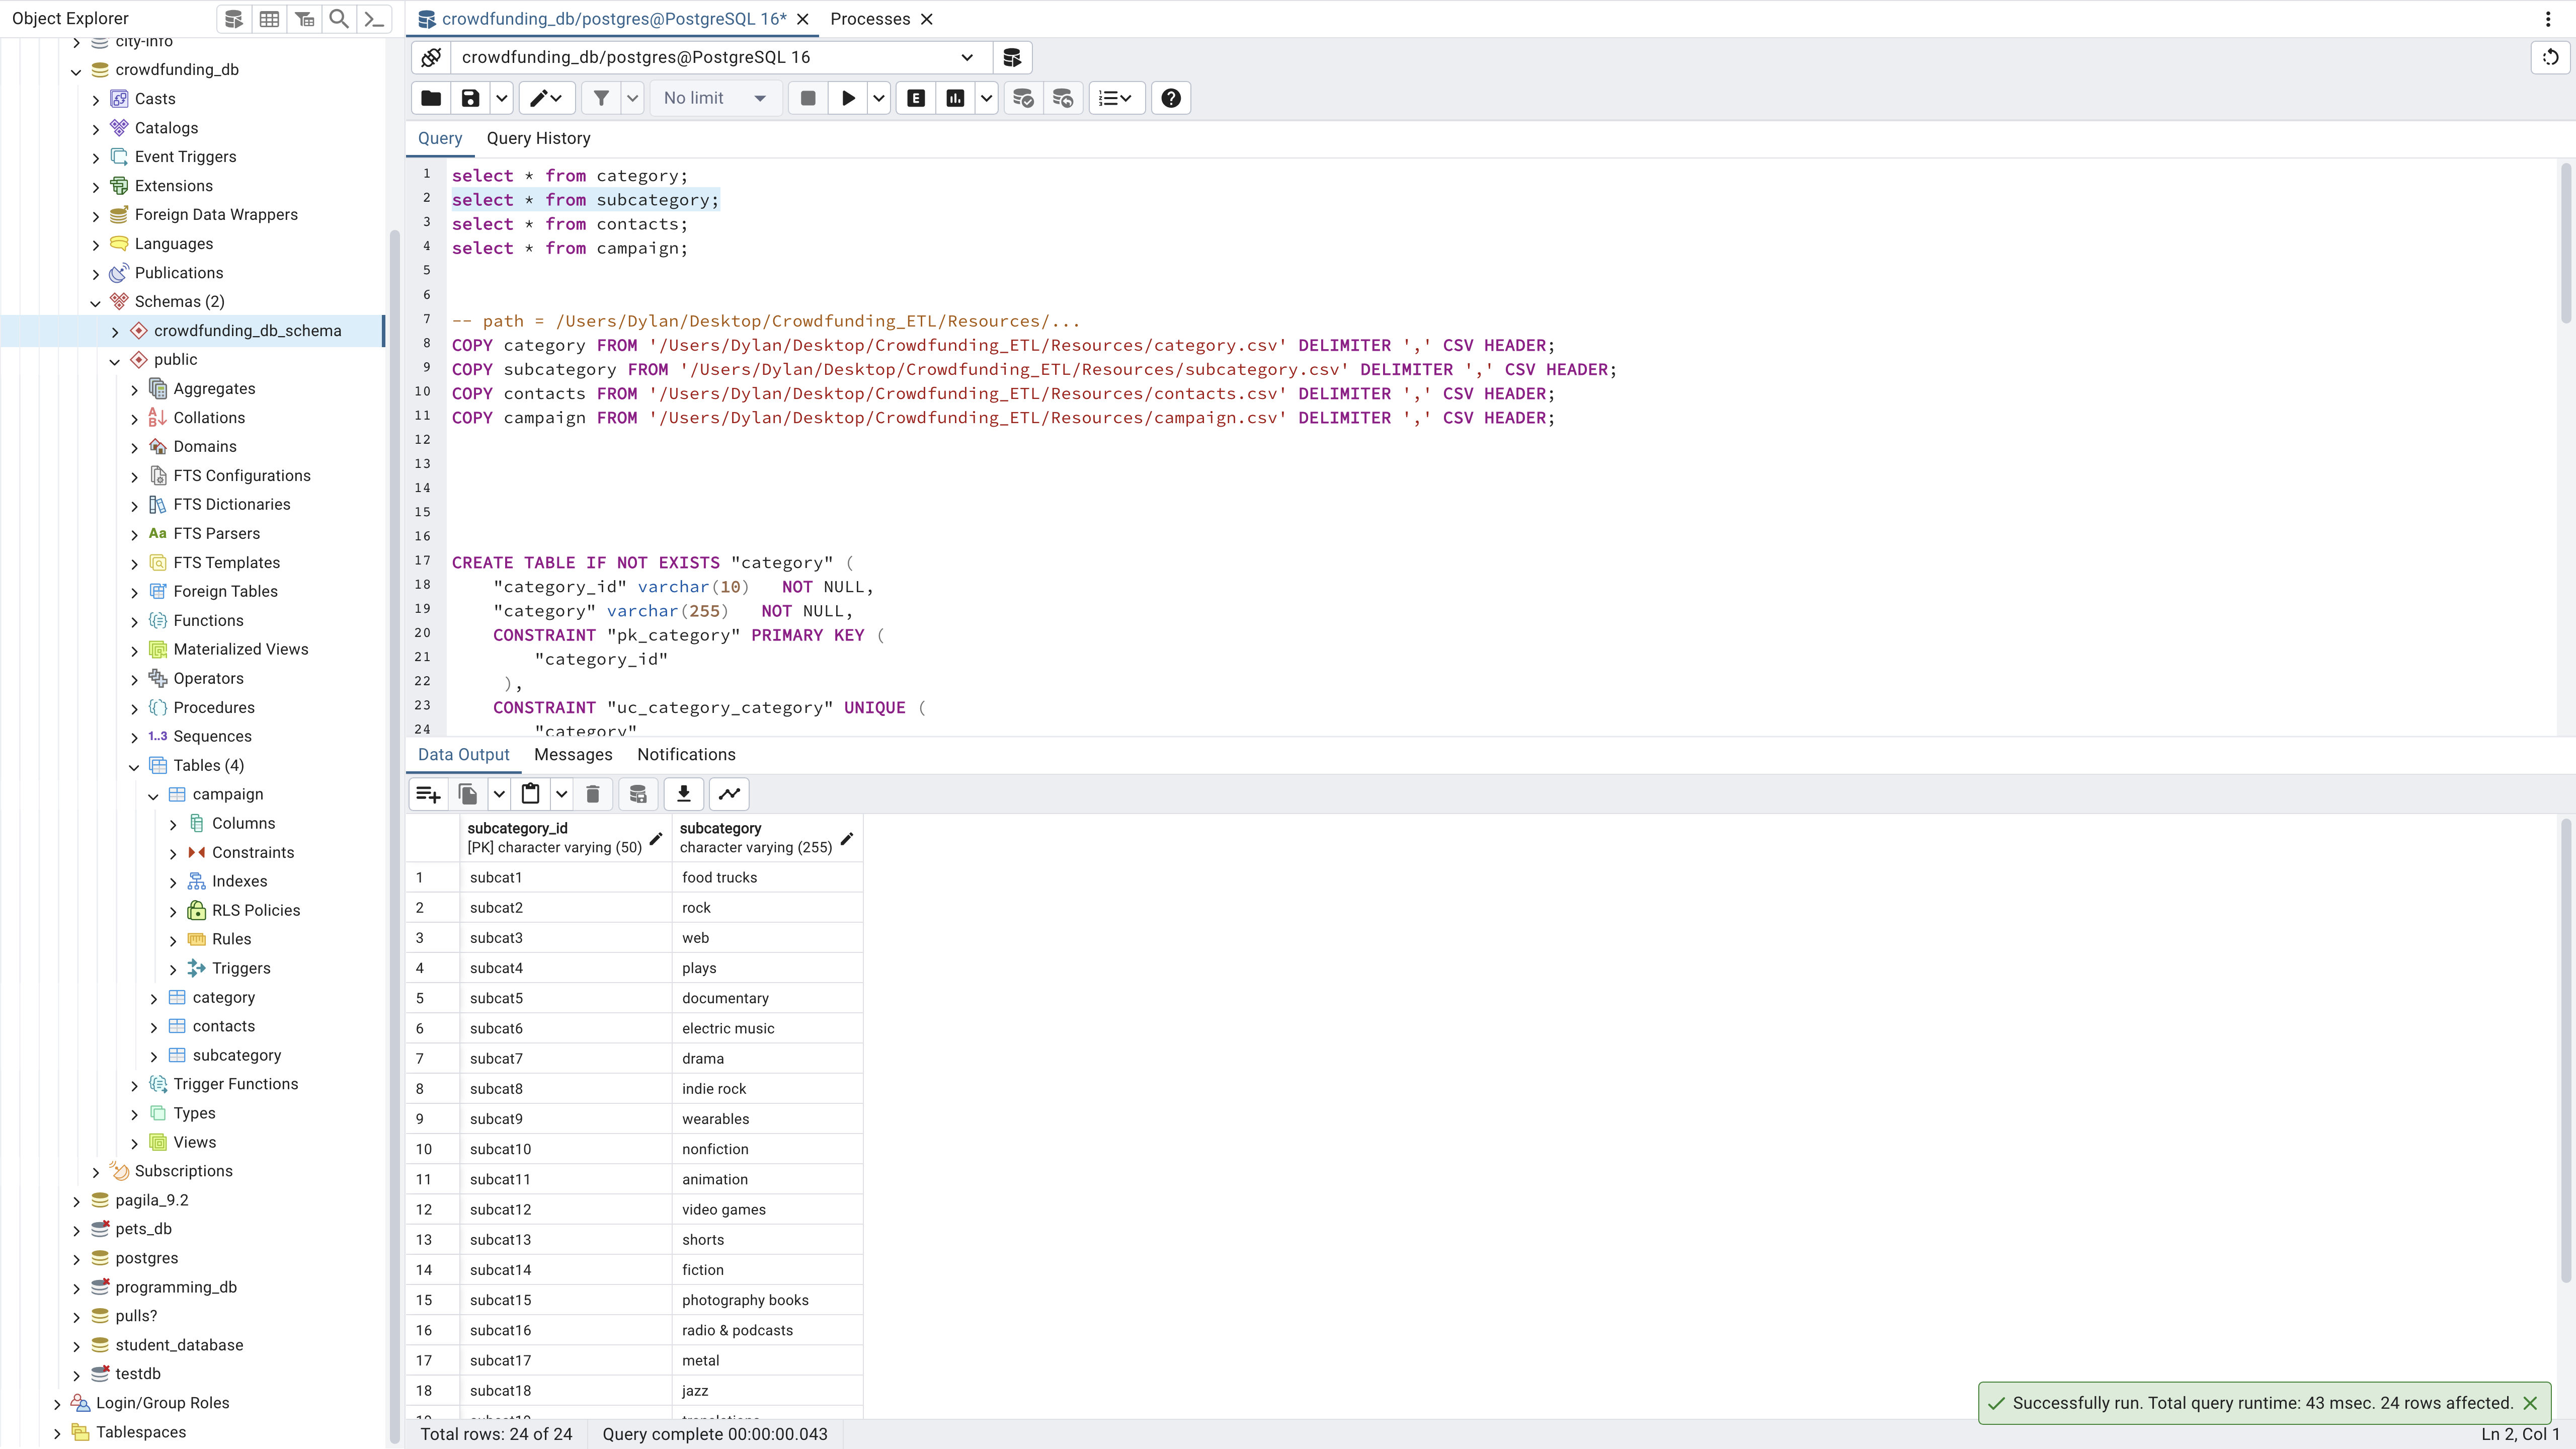 Object Explorer
city-info
crowdfunding_db
Casts
Catalogs
Event Triggers
Extensions
Foreign Data Wrappers
Languages
Publications
Schemas (2)
crowdfunding_db_schema
public
Aggregates
Collations
Domains
FTS Configurations
FTS Dictionaries
Aa FTS Parsers
FTS Templates
Foreign Tables
Functions
Materialized Views
Operators
Procedures
1..3 Sequences
Tables (4)
campaign
Columns
Constraints
Indexes
RLS Policies
Rules
Triggers
category
contacts
subcategory
Trigger Functions
Types
Views
Subscriptions
pagila_9.2
pets_db
postgres
programming_db
pulls?
student_database
testdb
Login/Group Roles
Tablespaces
crowdfunding_db/postgres@PostgreSQL 16*
Processes
crowdfunding_db/postgres@PostgreSQL 16
No limit
E
Query Query History
1 select * from category;
2 select * from subcategory;
3 select * from contacts;
4 select * from campaign;
5
6
7 -- path = /Users/Dylan/Desktop/Crowdfunding_ETL/Resources/...
8 COPY category FROM '/Users/Dylan/Desktop/Crowdfunding_ETL/Resources/category.csv' DELIMITER ',' CSV HEADER;
9 COPY subcategory FROM '/Users/Dylan/Desktop/Crowdfunding_ETL/Resources/subcategory.csv' DELIMITER ',' CSV HEADER;
10 COPY contacts FROM '/Users/Dylan/Desktop/Crowdfunding_ETL/Resources/contacts.csv' DELIMITER ',' CSV HEADER;
11 COPY campaign FROM '/Users/Dylan/Desktop/Crowdfunding_ETL/Resources/campaign.csv' DELIMITER ',' CSV HEADER;
12
13
14
15
16
17 CREATE TABLE IF NOT EXISTS "category" (
18 "category_id" varchar(10) NOT NULL,
19 "category" varchar(255) NOT NULL,
20 CONSTRAINT "pk_category" PRIMARY KEY (
21 "category_id"
22 ),
23 CONSTRAINT "uc_category_category" UNIQUE (
24 "category"
Data Output Messages Notifications
subcategory_id subcategory
[PK] character varying (50) character varying (255)
1 subcat1 food trucks
2 subcat2 rock
3 subcat3 web
4 subcat4 plays
5 subcat5 documentary
6 subcat6 electric music
7 subcat7 drama
8 subcat8 indie rock
9 subcat9 wearables
10 subcat10 nonfiction
11 subcat11 animation
12 subcat12 video games
13 subcat13 shorts
14 subcat14 fiction
15 subcat15 photography books
16 subcat16 radio & podcasts
17 subcat17 metal
18 subcat18 jazz
Successfully run. Total query runtime: 43 msec. 24 rows affected.
Total rows: 24 of 24 Query complete 00:00:00.043 Ln 2, Col 1